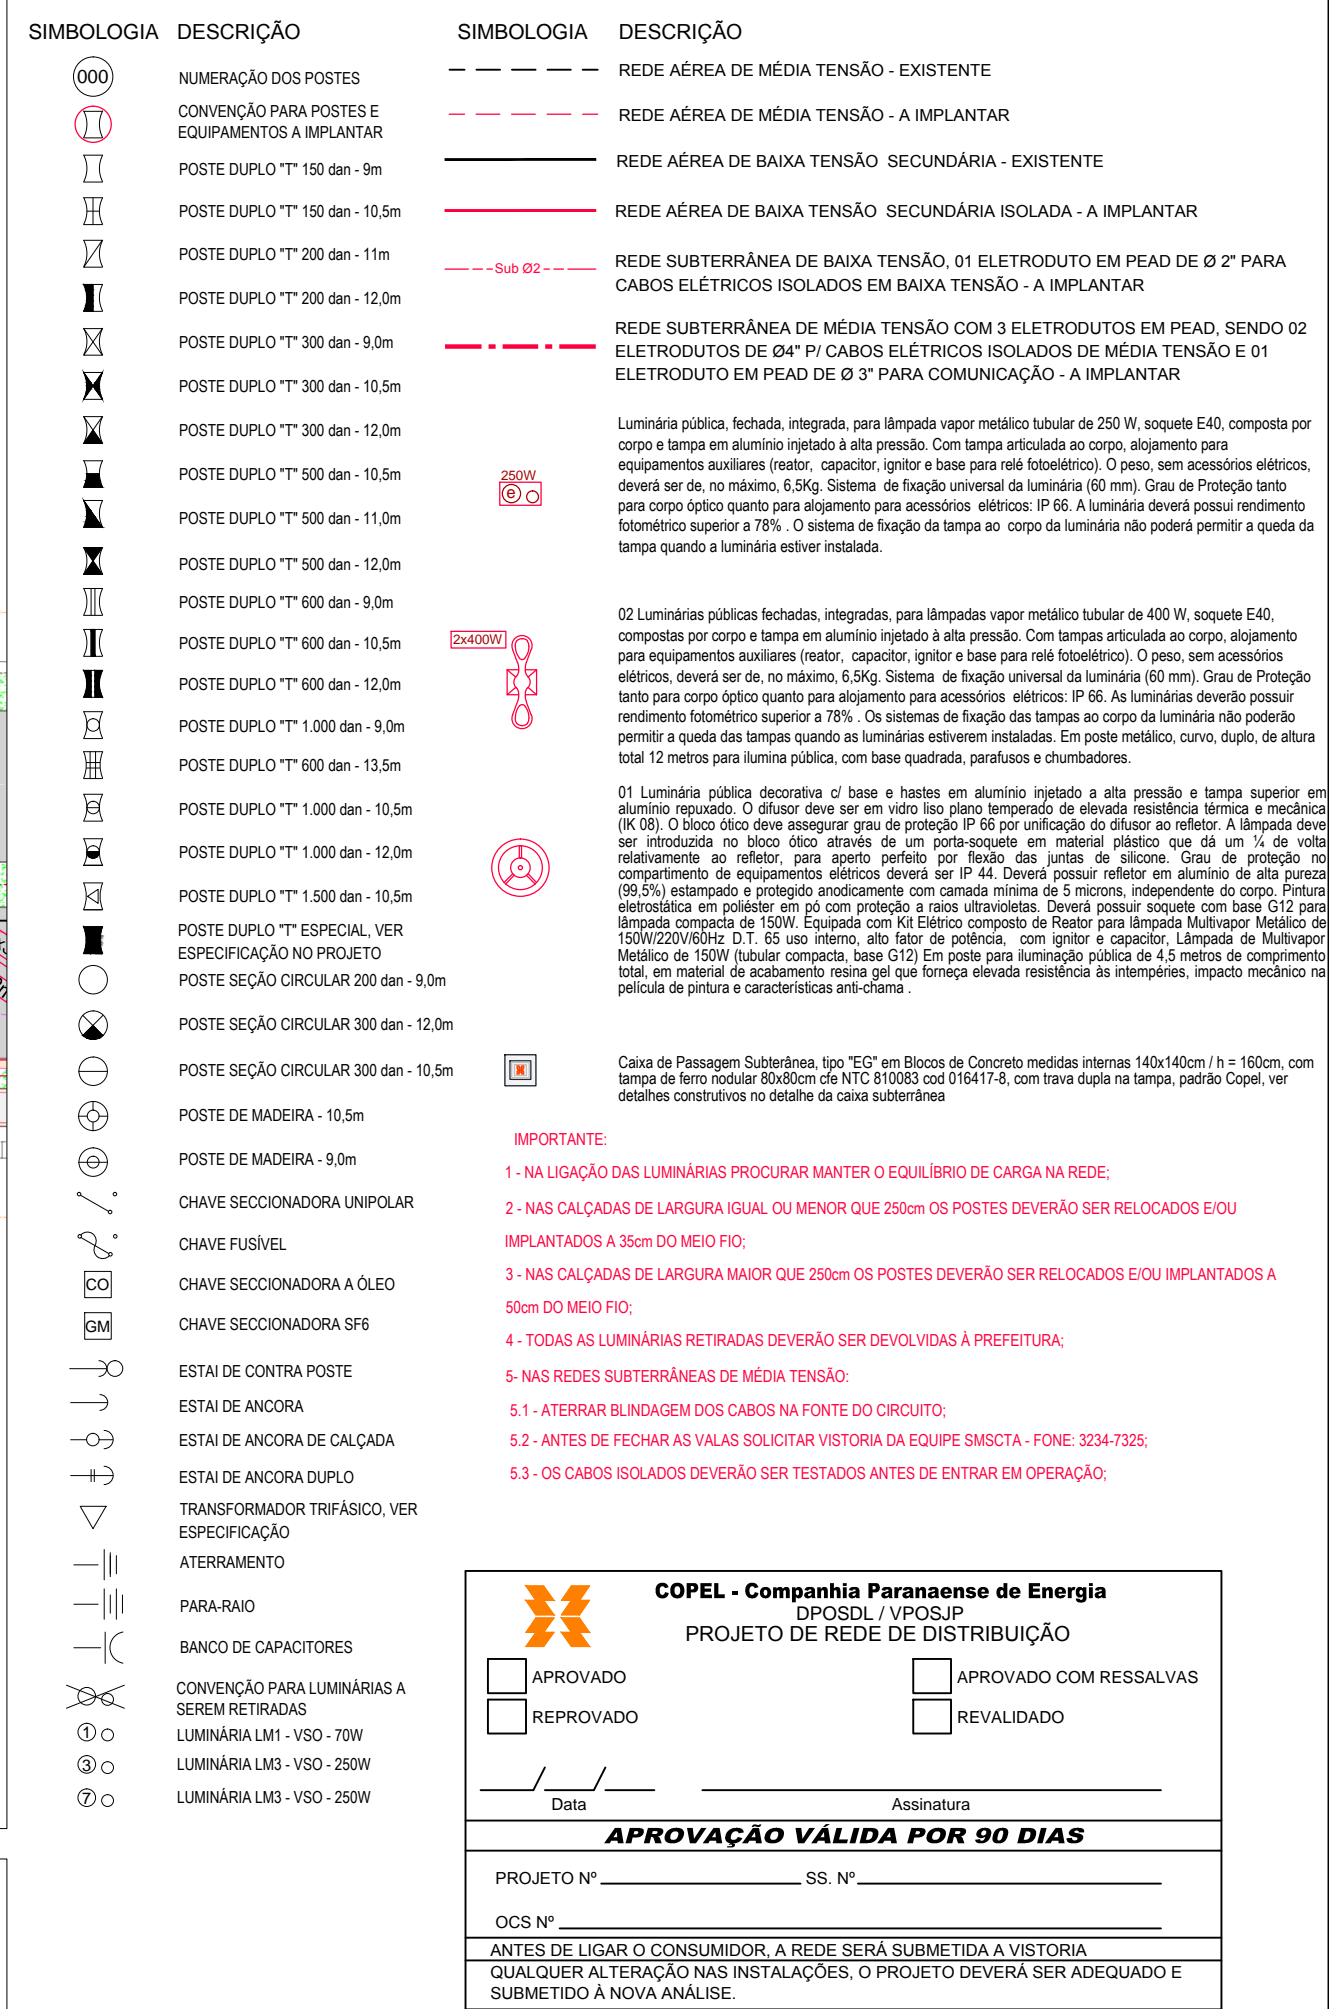 SIMBOLOGIA DESCRIÇÃO
000 NUMERAÇÃO DOS POSTES
CONVENÇÃO PARA POSTES E
EQUIPAMENTOS A IMPLANTAR
POSTE DUPLO "T" 150 dan - 9m
POSTE DUPLO "T" 150 dan - 10,5m
POSTE DUPLO "T" 200 dan - 11m
POSTE DUPLO "T" 200 dan - 12,0m
POSTE DUPLO "T" 300 dan - 9,0m
POSTE DUPLO "T" 300 dan - 10,5m
POSTE DUPLO "T" 300 dan - 12,0m
POSTE DUPLO "T" 500 dan - 10,5m
POSTE DUPLO "T" 500 dan - 11,0m
POSTE DUPLO "T" 500 dan - 12,0m
POSTE DUPLO "T" 600 dan - 9,0m
POSTE DUPLO "T" 600 dan - 10,5m
POSTE DUPLO "T" 600 dan - 12,0m
POSTE DUPLO "T" 1.000 dan - 9,0m
POSTE DUPLO "T" 600 dan - 13,5m
POSTE DUPLO "T" 1.000 dan - 10,5m
POSTE DUPLO "T" 1.000 dan - 12,0m
POSTE DUPLO "T" 1.500 dan - 10,5m
POSTE DUPLO "T" ESPECIAL, VER
ESPECIFICAÇÃO NO PROJETO
POSTE SEÇÃO CIRCULAR 200 dan - 9,0m
POSTE SEÇÃO CIRCULAR 300 dan - 12,0m
POSTE SEÇÃO CIRCULAR 300 dan - 10,5m
POSTE DE MADEIRA - 10,5m
POSTE DE MADEIRA - 9,0m
CHAVE SECCIONADORA UNIPOLAR
CHAVE FUSÍVEL
CO CHAVE SECCIONADORA A ÓLEO
GM CHAVE SECCIONADORA SF6
ESTAI DE CONTRA POSTE
ESTAI DE ANCORA
ESTAI DE ANCORA DE CALÇADA
ESTAI DE ANCORA DUPLO
TRANSFORMADOR TRIFÁSICO, VER
ESPECIFICAÇÃO
ATERRAMENTO
PARA-RAIO
BANCO DE CAPACITORES
CONVENÇÃO PARA LUMINÁRIAS A
SEREM RETIRADAS
1 LUMINÁRIA LM1 - VSO - 70W
3 LUMINÁRIA LM3 - VSO - 250W
7 LUMINÁRIA LM3 - VSO - 250W
SIMBOLOGIA DESCRIÇÃO
REDE AÉREA DE MÉDIA TENSÃO - EXISTENTE
REDE AÉREA DE MÉDIA TENSÃO - A IMPLANTAR
REDE AÉREA DE BAIXA TENSÃO SECUNDÁRIA - EXISTENTE
REDE AÉREA DE BAIXA TENSÃO SECUNDÁRIA ISOLADA - A IMPLANTAR
Sub Ø2 REDE SUBTERRÂNEA DE BAIXA TENSÃO, 01 ELETRODUTO EM PEAD DE Ø 2" PARA
CABOS ELÉTRICOS ISOLADOS EM BAIXA TENSÃO - A IMPLANTAR
REDE SUBTERRÂNEA DE MÉDIA TENSÃO COM 3 ELETRODUTOS EM PEAD, SENDO 02
ELETRODUTOS DE Ø4" P/ CABOS ELÉTRICOS ISOLADOS DE MÉDIA TENSÃO E 01
ELETRODUTO EM PEAD DE Ø 3" PARA COMUNICAÇÃO - A IMPLANTAR
250W
e
Luminária pública, fechada, integrada, para lâmpada vapor metálico tubular de 250 W, soquete E40, composta por
corpo e tampa em alumínio injetado à alta pressão. Com tampa articulada ao corpo, alojamento para
equipamentos auxiliares (reator, capacitor, ignitor e base para relé fotoelétrico). O peso, sem acessórios elétricos,
deverá ser de, no máximo, 6,5Kg. Sistema de fixação universal da luminária (60 mm). Grau de Proteção tanto
para corpo óptico quanto para alojamento para acessórios elétricos: IP 66. A luminária deverá possui rendimento
fotométrico superior a 78% . O sistema de fixação da tampa ao corpo da luminária não poderá permitir a queda da
tampa quando a luminária estiver instalada.
2x400W
02 Luminárias públicas fechadas, integradas, para lâmpadas vapor metálico tubular de 400 W, soquete E40,
compostas por corpo e tampa em alumínio injetado à alta pressão. Com tampas articulada ao corpo, alojamento
para equipamentos auxiliares (reator, capacitor, ignitor e base para relé fotoelétrico). O peso, sem acessórios
elétricos, deverá ser de, no máximo, 6,5Kg. Sistema de fixação universal da luminária (60 mm). Grau de Proteção
tanto para corpo óptico quanto para alojamento para acessórios elétricos: IP 66. As luminárias deverão possuir
rendimento fotométrico superior a 78% . Os sistemas de fixação das tampas ao corpo da luminária não poderão
permitir a queda das tampas quando as luminárias estiverem instaladas. Em poste metálico, curvo, duplo, de altura
total 12 metros para ilumina pública, com base quadrada, parafusos e chumbadores.
01 Luminária pública decorativa c/ base e hastes em alumínio injetado a alta pressão e tampa superior em
alumínio repuxado. O difusor deve ser em vidro liso plano temperado de elevada resistência térmica e mecânica
(IK 08). O bloco ótico deve assegurar grau de proteção IP 66 por unificação do difusor ao refletor. A lâmpada deve
ser introduzida no bloco ótico através de um porta-soquete em material plástico que dá um ¼ de volta
relativamente ao refletor, para aperto perfeito por flexão das juntas de silicone. Grau de proteção no
compartimento de equipamentos elétricos deverá ser IP 44. Deverá possuir refletor em alumínio de alta pureza
(99,5%) estampado e protegido anodicamente com camada mínima de 5 microns, independente do corpo. Pintura
eletrostática em poliéster em pó com proteção a raios ultravioletas. Deverá possuir soquete com base G12 para
lâmpada compacta de 150W. Equipada com Kit Elétrico composto de Reator para lâmpada Multivapor Metálico de
150W/220V/60Hz D.T. 65 uso interno, alto fator de potência, com ignitor e capacitor, Lâmpada de Multivapor
Metálico de 150W (tubular compacta, base G12) Em poste para iluminação pública de 4,5 metros de comprimento
total, em material de acabamento resina gel que forneça elevada resistência às intempéries, impacto mecânico na
película de pintura e características anti-chama .
Caixa de Passagem Subterrânea, tipo "EG" em Blocos de Concreto medidas internas 140x140cm / h = 160cm, com
tampa de ferro nodular 80x80cm cfe NTC 810083 cod 016417-8, com trava dupla na tampa, padrão Copel, ver
detalhes construtivos no detalhe da caixa subterrânea
IMPORTANTE:
1 - NA LIGAÇÃO DAS LUMINÁRIAS PROCURAR MANTER O EQUILÍBRIO DE CARGA NA REDE;
2 - NAS CALÇADAS DE LARGURA IGUAL OU MENOR QUE 250cm OS POSTES DEVERÃO SER RELOCADOS E/OU
IMPLANTADOS A 35cm DO MEIO FIO;
3 - NAS CALÇADAS DE LARGURA MAIOR QUE 250cm OS POSTES DEVERÃO SER RELOCADOS E/OU IMPLANTADOS A
50cm DO MEIO FIO;
4 - TODAS AS LUMINÁRIAS RETIRADAS DEVERÃO SER DEVOLVIDAS À PREFEITURA;
5- NAS REDES SUBTERRÂNEAS DE MÉDIA TENSÃO:
5.1 - ATERRAR BLINDAGEM DOS CABOS NA FONTE DO CIRCUITO;
5.2 - ANTES DE FECHAR AS VALAS SOLICITAR VISTORIA DA EQUIPE SMSCTA - FONE: 3234-7325;
5.3 - OS CABOS ISOLADOS DEVERÃO SER TESTADOS ANTES DE ENTRAR EM OPERAÇÃO;
COPEL - Companhia Paranaense de Energia
DPOSDL / VPOSJP
PROJETO DE REDE DE DISTRIBUIÇÃO
APROVADO APROVADO COM RESSALVAS
REPROVADO REVALIDADO
Data Assinatura
APROVAÇÃO VÁLIDA POR 90 DIAS
PROJETO Nº SS. Nº
OCS Nº
ANTES DE LIGAR O CONSUMIDOR, A REDE SERÁ SUBMETIDA A VISTORIA
QUALQUER ALTERAÇÃO NAS INSTALAÇÕES, O PROJETO DEVERÁ SER ADEQUADO E
SUBMETIDO À NOVA ANÁLISE.